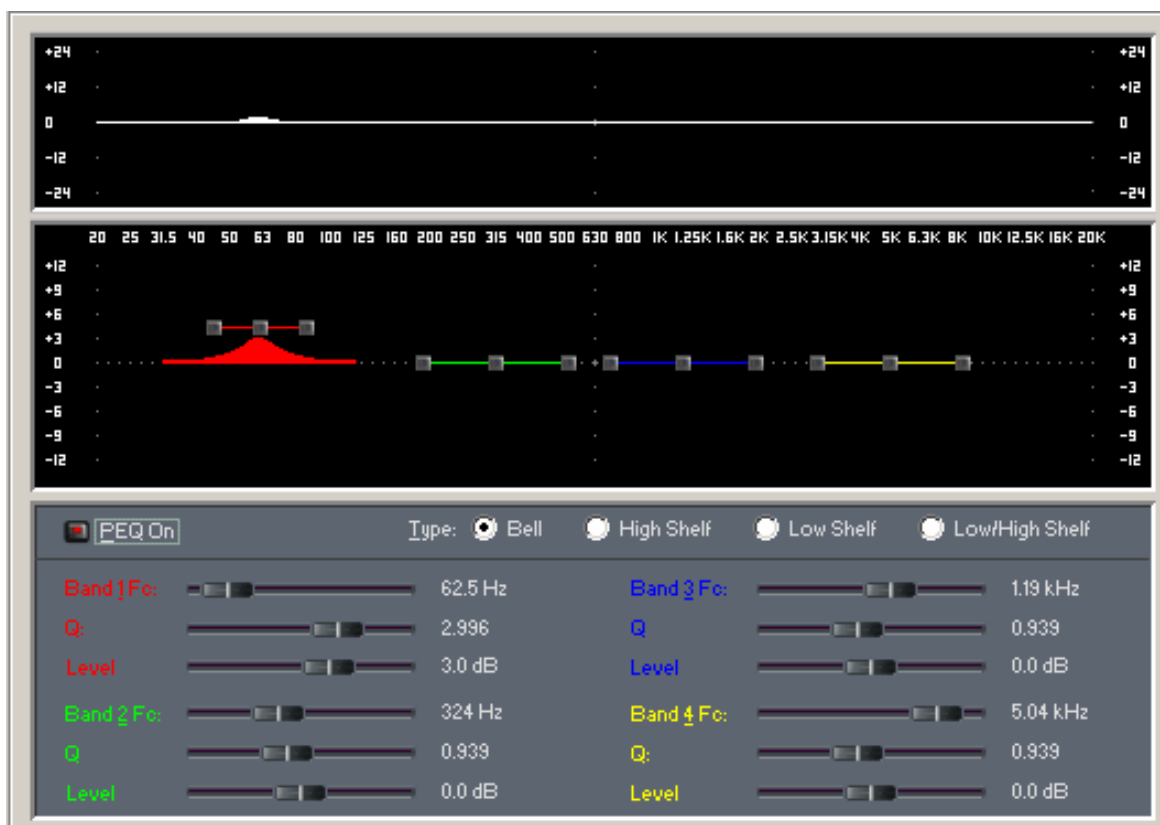 +24 +24
+12 +12
0 0
-12 -12
-24 -24
20 25 31.5 40 50 63 80 100 125 160 200 250 315 400 500 630 800 1K 1.25K 1.6K 2K 2.5K 3.15K 4K 5K 6.3K 8K 10K 12.5K 16K 20K
+12 +12
+9 +9
+6 +6
+3 +3
0 0
-3 -3
-6 -6
-9 -9
-12 -12
PEQ On Type: Bell High Shelf Low Shelf Low/High Shelf
Band 1 Fc: 62.5 Hz Band 3 Fc: 1.19 kHz
Q: 2.996 Q 0.939
Level 3.0 dB Level 0.0 dB
Band 2 Fc: 324 Hz Band 4 Fc: 5.04 kHz
Q 0.939 Q: 0.939
Level 0.0 dB Level 0.0 dB